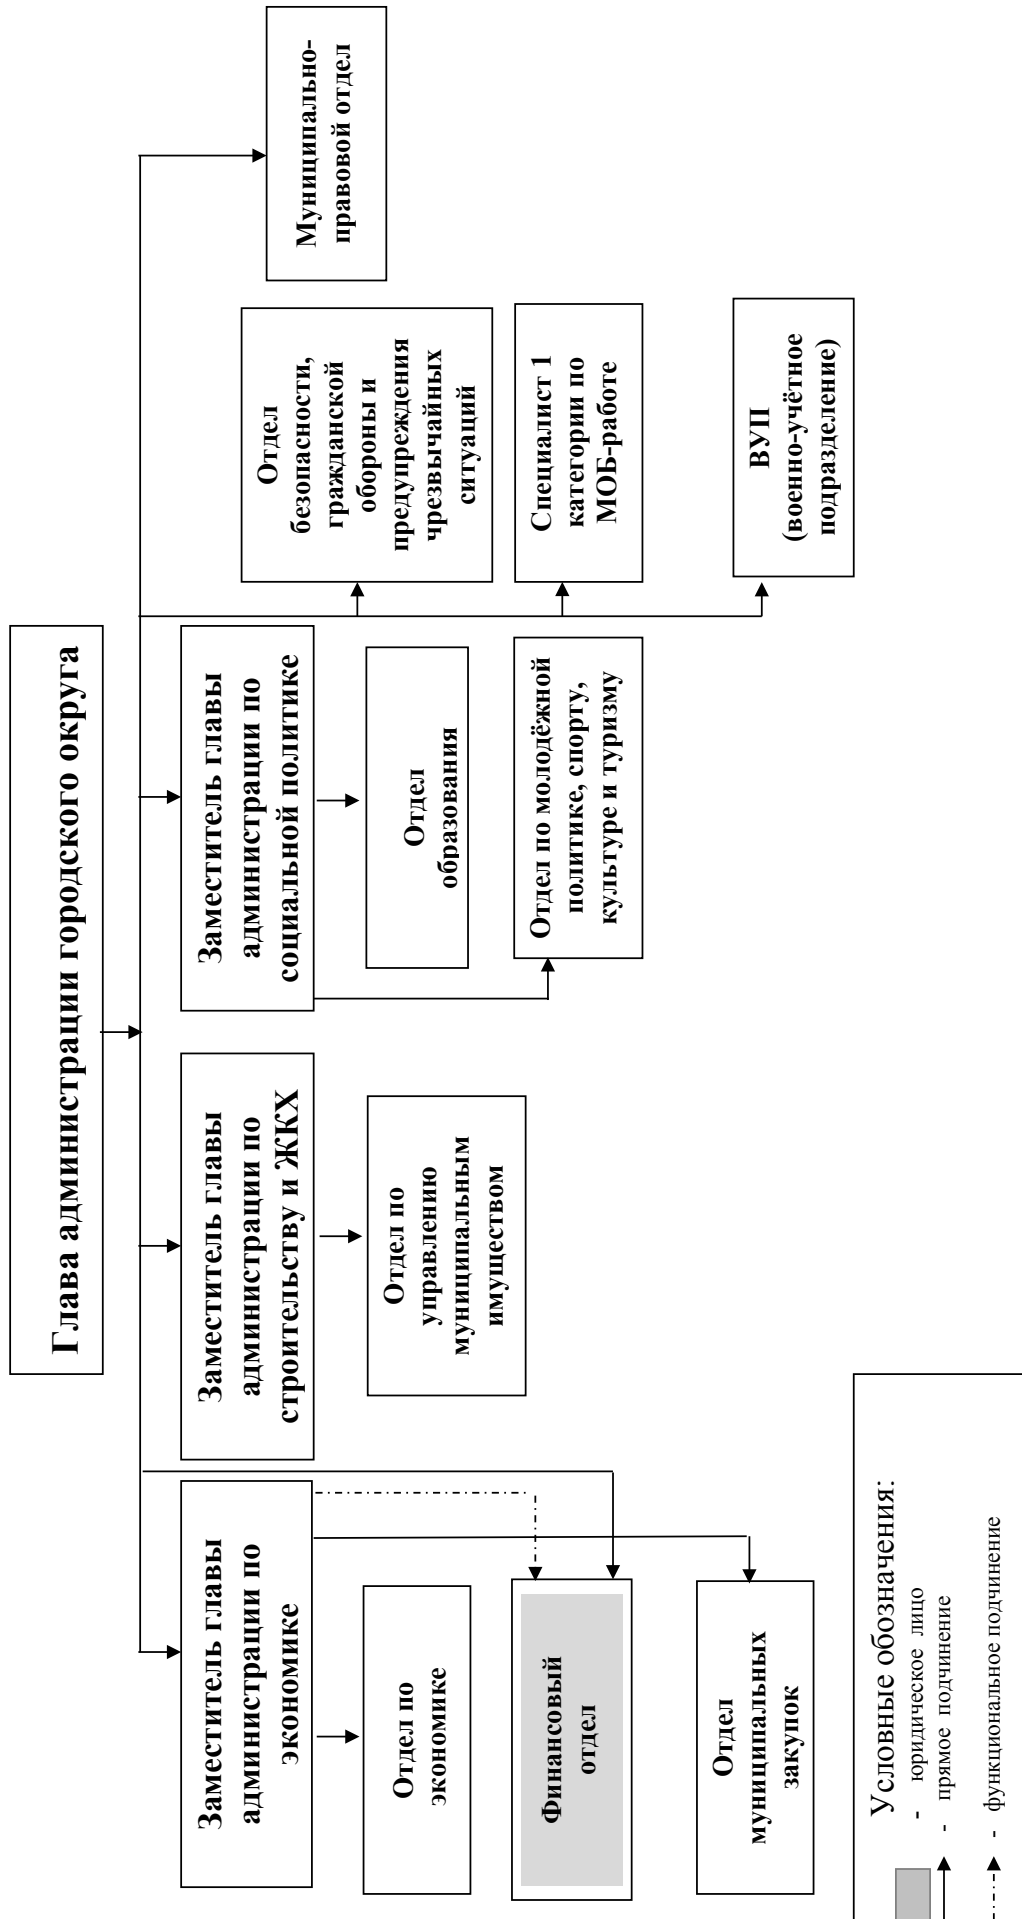 Глава администрации городского округа
Заместитель главы
администрации по
экономике
Заместитель главы
администрации по
строительству и ЖКХ
Заместитель главы
администрации по
социальной политике
Муниципально-
правовой отдел
Отдел по
экономике
Финансовый
отдел
Отдел
муниципальных
закупок
Отдел по
управлению
муниципальным
имуществом
Отдел
образования
Отдел по молодёжной
политике, спорту,
культуре и туризму
Отдел
безопасности,
гражданской
обороны и
предупреждения
чрезвычайных
ситуаций
Специалист 1
категории по
МОБ-работе
ВУП
(военно-учётное
подразделение)
Условные обозначения:
- юридическое лицо
- прямое подчинение
- функциональное подчинение